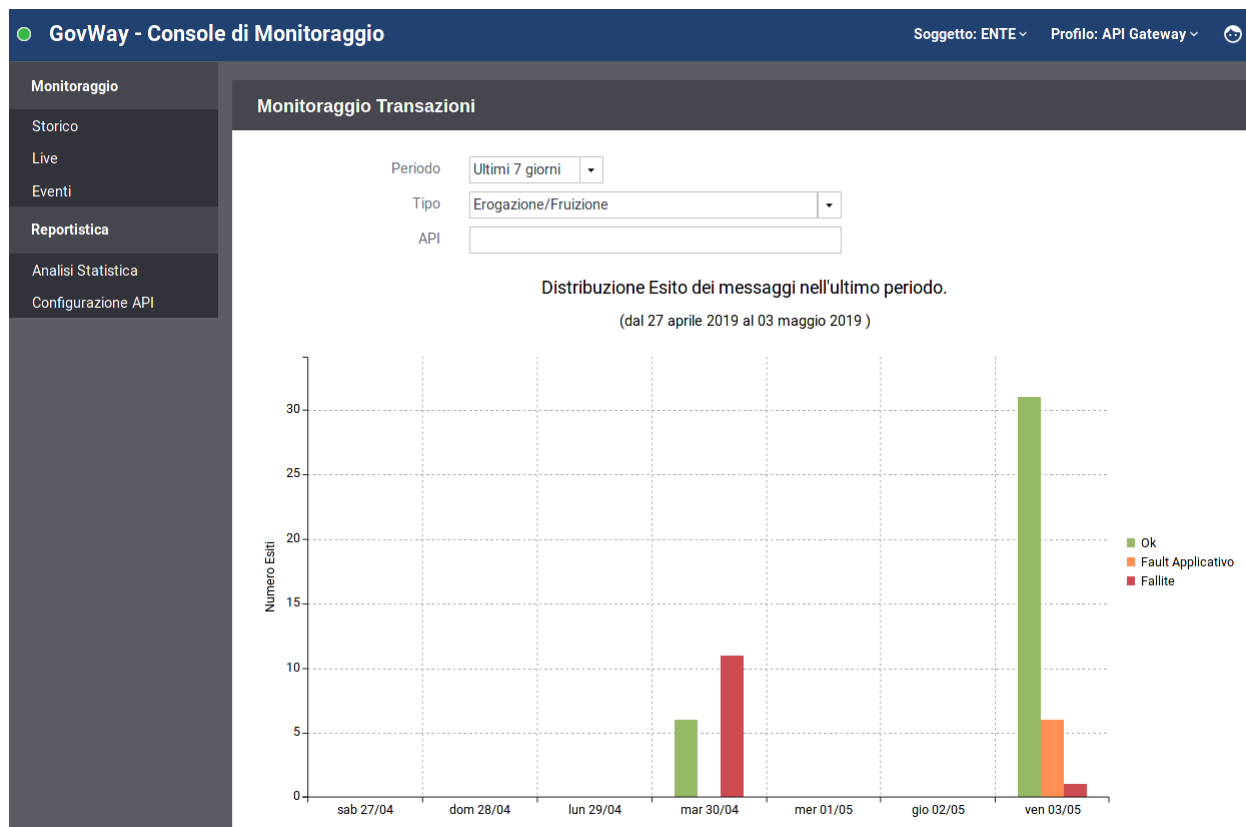 GovWay - Console di Monitoraggio
Soggetto: ENTE
Profilo: API Gateway
Monitoraggio
Storico
Live
Eventi
Reportistica
Analisi Statistica
Configurazione API
Monitoraggio Transazioni
Periodo
Ultimi 7 giorni
Tipo
Erogazione/Fruizione
API
Distribuzione Esito dei messaggi nell'ultimo periodo.
(dal 27 aprile 2019 al 03 maggio 2019 )
Numero Esiti
30
25
20
15
10
5
0
sab 27/04
dom 28/04
lun 29/04
mar 30/04
mer 01/05
gio 02/05
ven 03/05
Ok
Fault Applicativo
Fallite